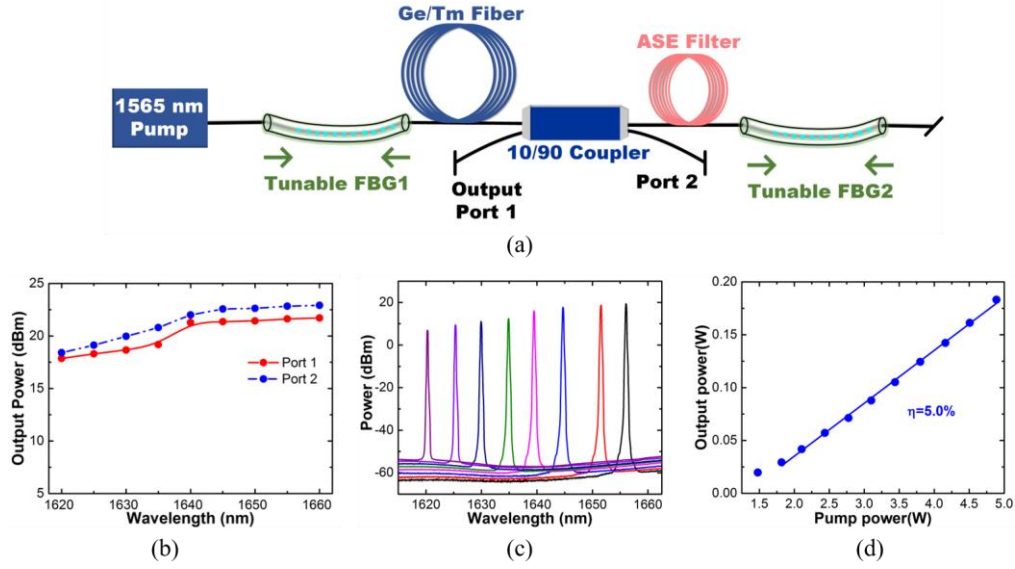 Ge/Tm Fiber
ASE Filter
1565 nm
Pump
10/90 Coupler
Tunable FBG1
Output
Port 1
Port 2
Tunable FBG2
(a)
Output Power (dBm)
25
21
17
13
9
5
Port 1
Port 2
1620 1630 1640 1650 1660
Wavelength (nm)
(b)
Power (dBm)
20
0
-20
-40
-60
1620 1630 1640 1650 1660
Wavelength (nm)
(c)
Output power(W)
0.20
0.15
0.10
0.05
0.00
η=5.0%
1.5 2.0 2.5 3.0 3.5 4.0 4.5 5.0
Pump power(W)
(d)